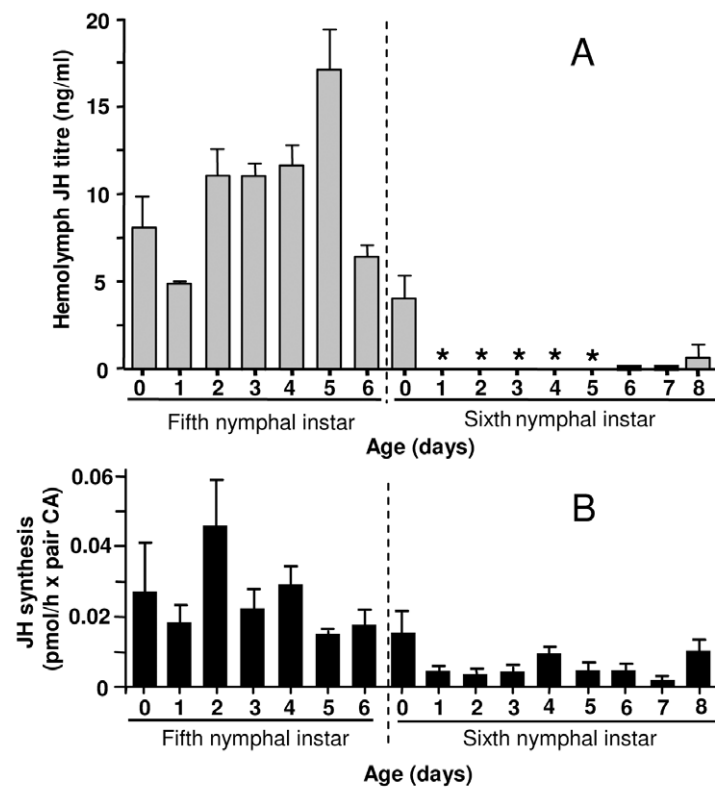 A
Hemolymph JH titre (ng/ml)
20
15
10
5
0
* * * * *
0 1 2 3 4 5 6 0 1 2 3 4 5 6 7 8
Fifth nymphal instar Sixth nymphal instar
Age (days)
B
JH synthesis
(pmol/h x pair CA)
0.06
0.04
0.02
0
0 1 2 3 4 5 6 0 1 2 3 4 5 6 7 8
Fifth nymphal instar Sixth nymphal instar
Age (days)